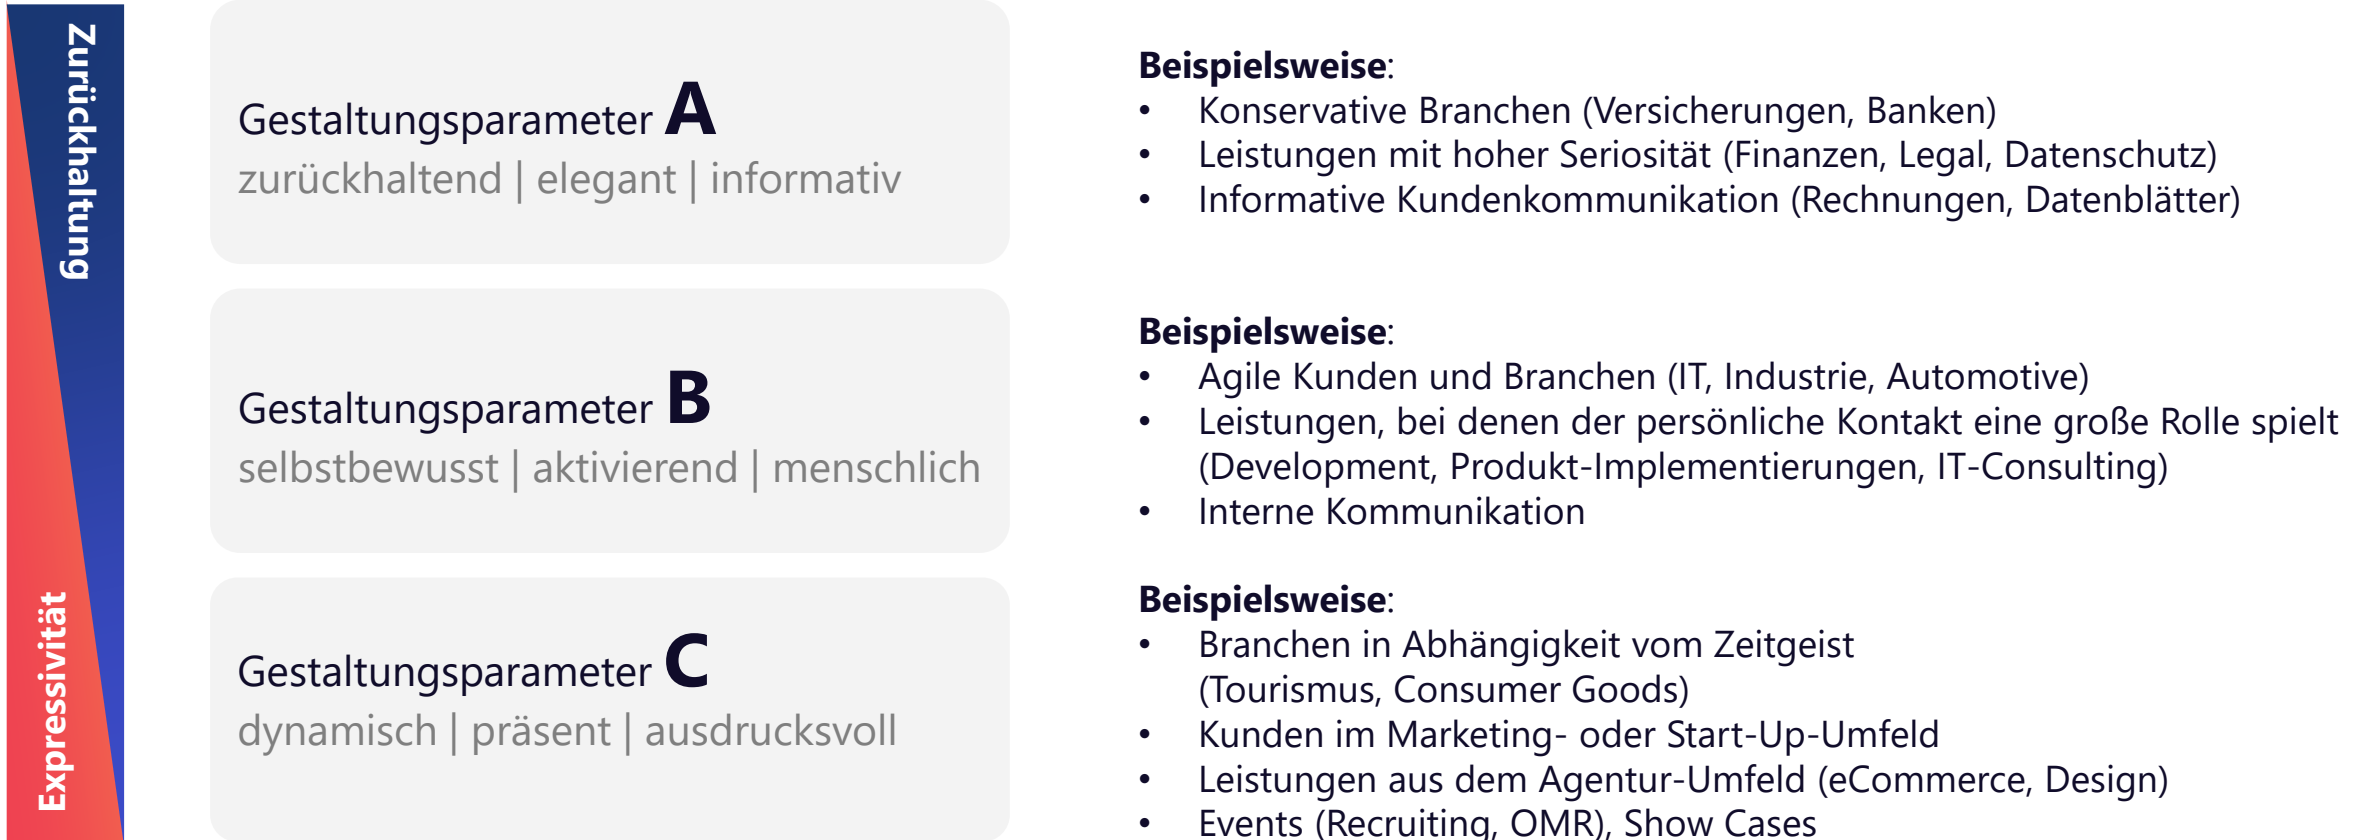 Zurückhaltung
Expressivität
Gestaltungsparameter A
zurückhaltend | elegant | informativ
Beispielsweise:
• Konservative Branchen (Versicherungen, Banken)
• Leistungen mit hoher Seriosität (Finanzen, Legal, Datenschutz)
• Informative Kundenkommunikation (Rechnungen, Datenblätter)
Gestaltungsparameter B
selbstbewusst | aktivierend | menschlich
Beispielsweise:
• Agile Kunden und Branchen (IT, Industrie, Automotive)
• Leistungen, bei denen der persönliche Kontakt eine große Rolle spielt
(Development, Produkt-Implementierungen, IT-Consulting)
• Interne Kommunikation
Gestaltungsparameter C
dynamisch | präsent | ausdrucksvoll
Beispielsweise:
• Branchen in Abhängigkeit vom Zeitgeist
(Tourismus, Consumer Goods)
• Kunden im Marketing- oder Start-Up-Umfeld
• Leistungen aus dem Agentur-Umfeld (eCommerce, Design)
• Events (Recruiting, OMR), Show Cases